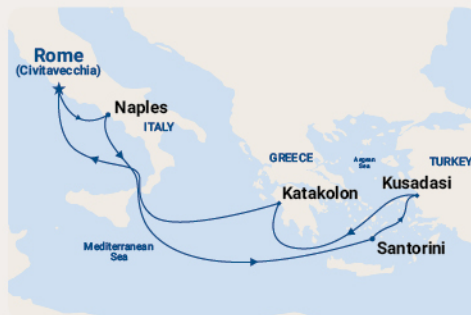 Rome
(Civitavecchia)
Naples
ITALY
GREECE
Aegean
Sea
TURKEY
Katakolon
Kusadasi
Mediterranean
Sea
Santorini